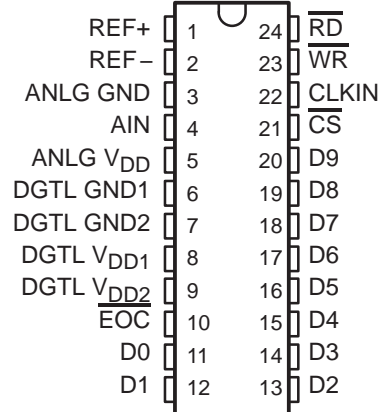 REF+ 1 24 RD
REF− 2 23 WR
ANLG GND 3 22 CLKIN
AIN 4 21 CS
ANLG VDD 5 20 D9
DGTL GND1 6 19 D8
DGTL GND2 7 18 D7
DGTL VDD1 8 17 D6
DGTL VDD2 9 16 D5
EOC 10 15 D4
D0 11 14 D3
D1 12 13 D2